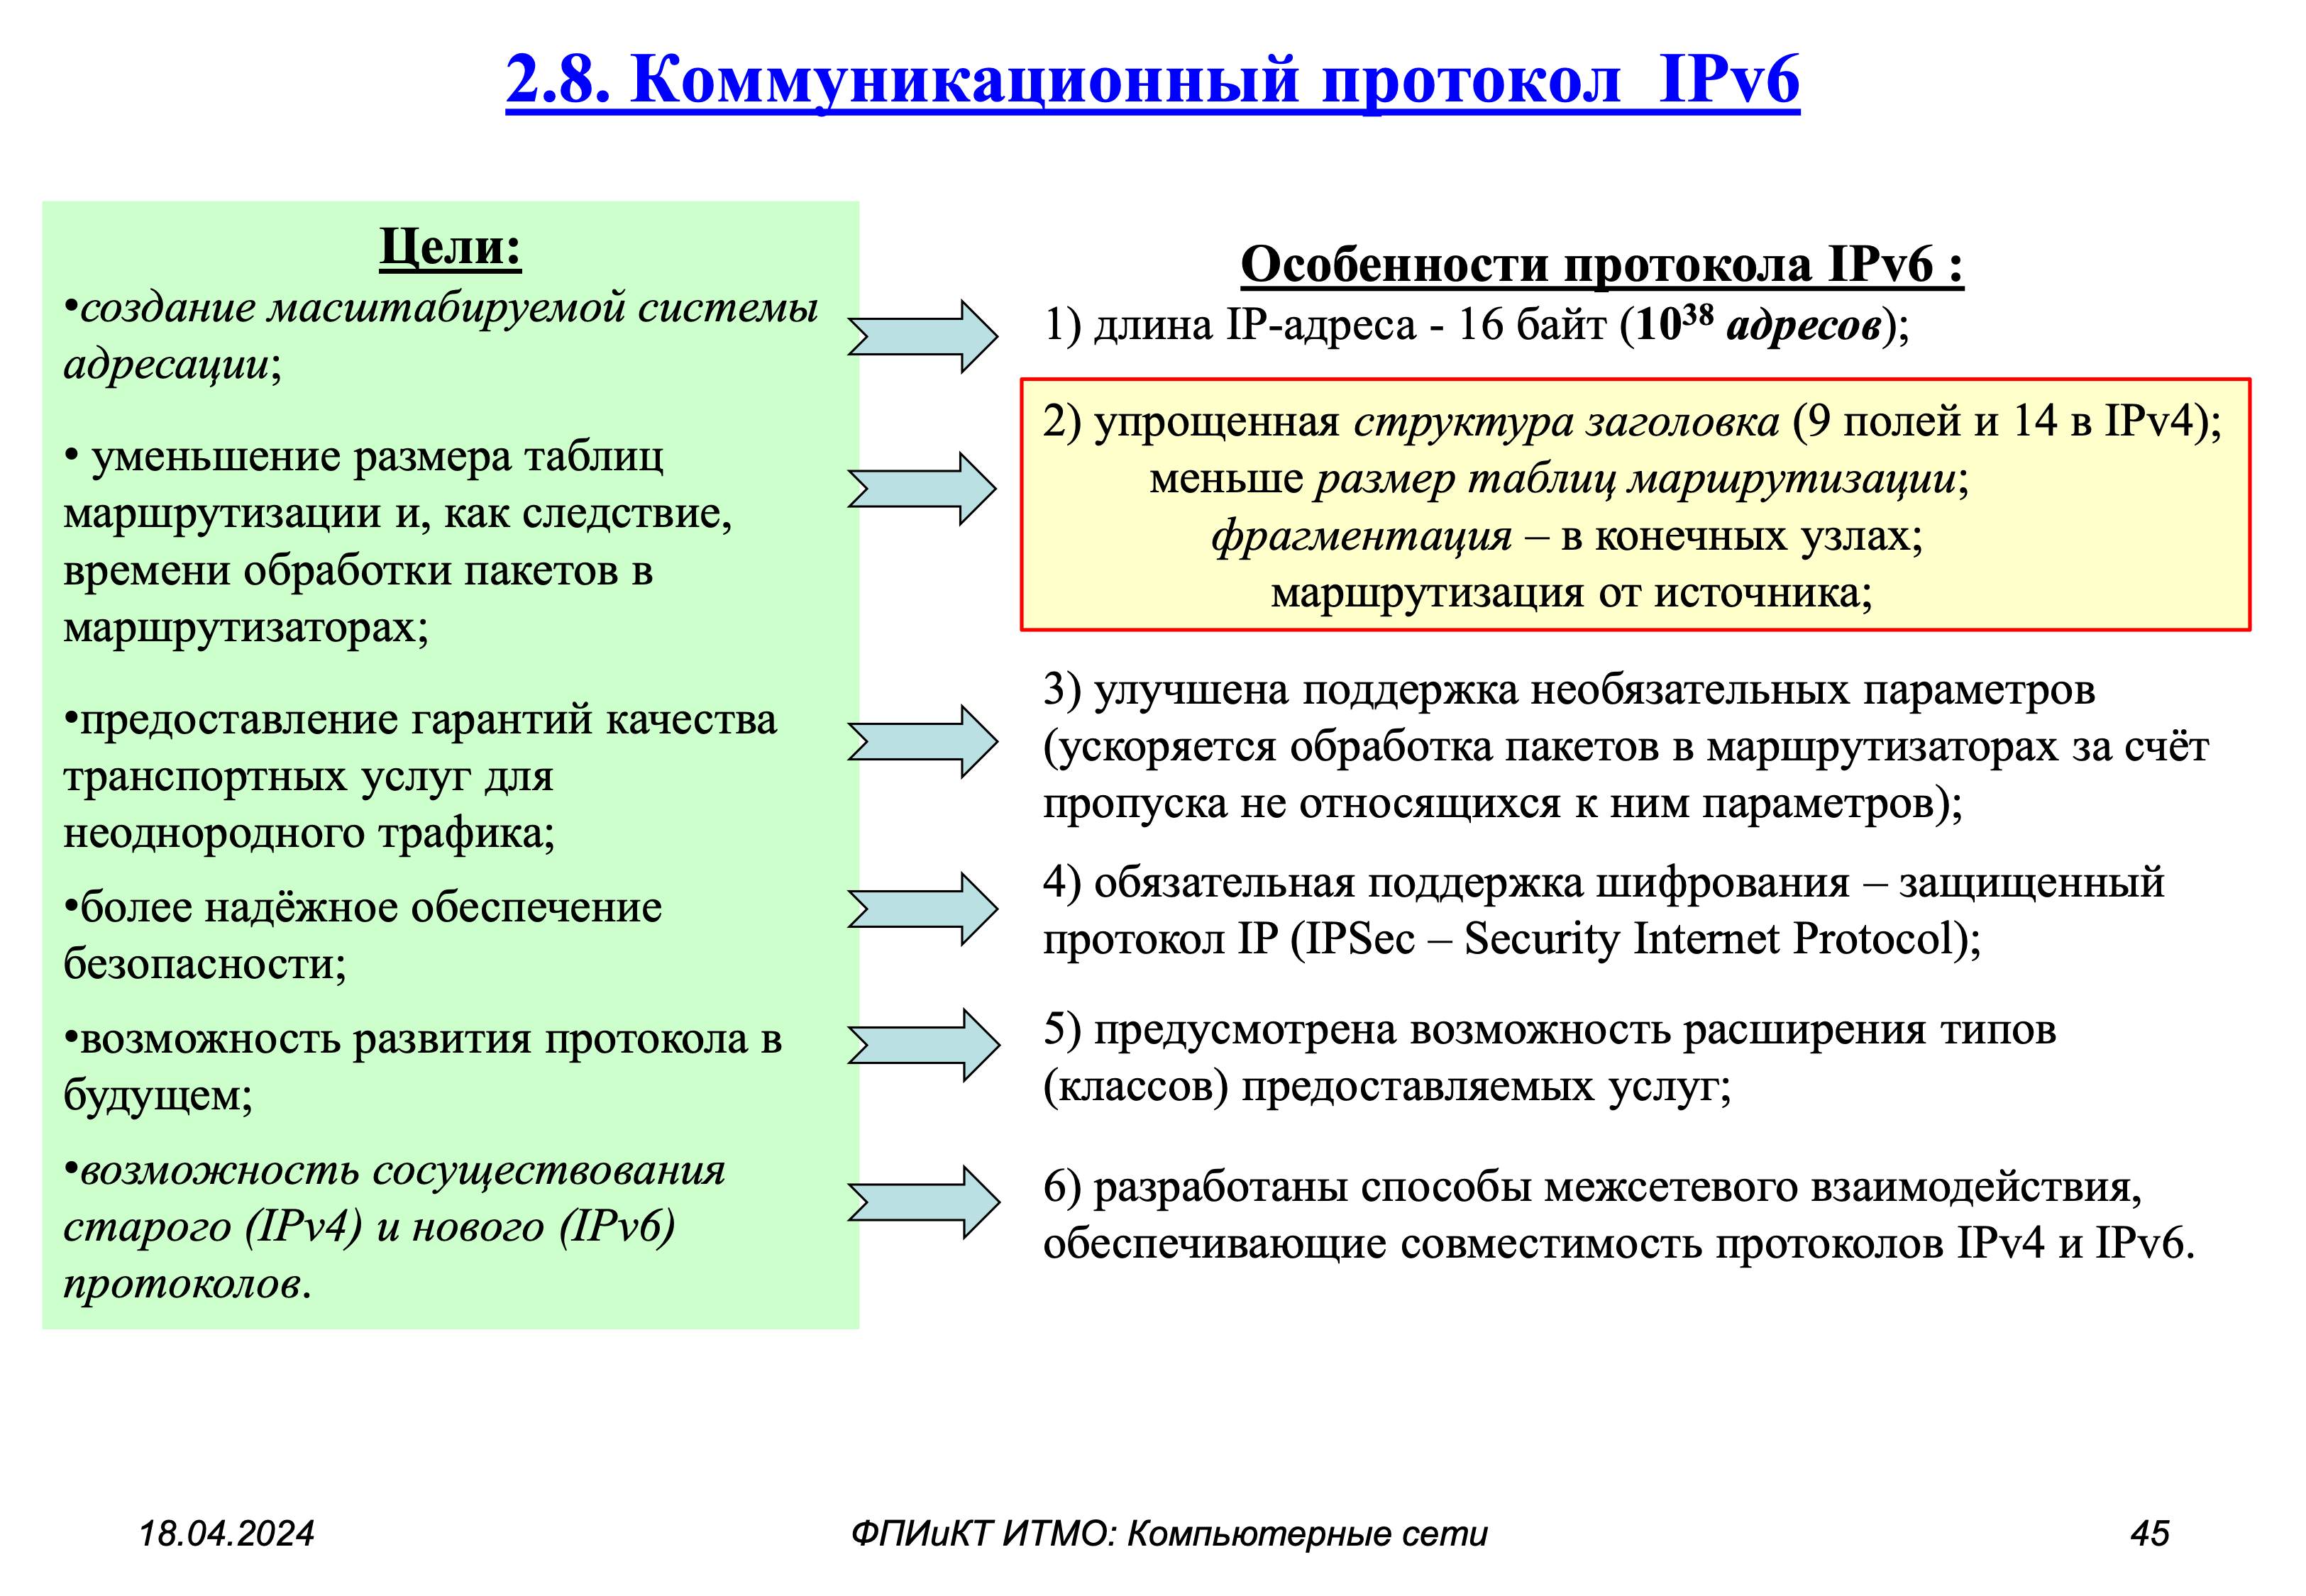 2.8. Коммуникационный протокол IPv6
Цели:
•создание масштабируемой системы
адресации;
• уменьшение размера таблиц
маршрутизации и, как следствие,
времени обработки пакетов в
маршрутизаторах;
•предоставление гарантий качества
транспортных услуг для
неоднородного трафика;
•более надёжное обеспечение
безопасности;
•возможность развития протокола в
будущем;
•возможность сосуществования
старого (IPv4) и нового (IPv6)
протоколов.
Особенности протокола IPv6 :
1) длина IP-адреса - 16 байт (10³⁸ адресов);
2) упрощенная структура заголовка (9 полей и 14 в IPv4);
меньше размер таблиц маршрутизации;
фрагментация – в конечных узлах;
маршрутизация от источника;
3) улучшена поддержка необязательных параметров
(ускоряется обработка пакетов в маршрутизаторах за счёт
пропуска не относящихся к ним параметров);
4) обязательная поддержка шифрования – защищенный
протокол IP (IPSec – Security Internet Protocol);
5) предусмотрена возможность расширения типов
(классов) предоставляемых услуг;
6) разработаны способы межсетевого взаимодействия,
обеспечивающие совместимость протоколов IPv4 и IPv6.
18.04.2024
ФПИиКТ ИТМО: Компьютерные сети
45